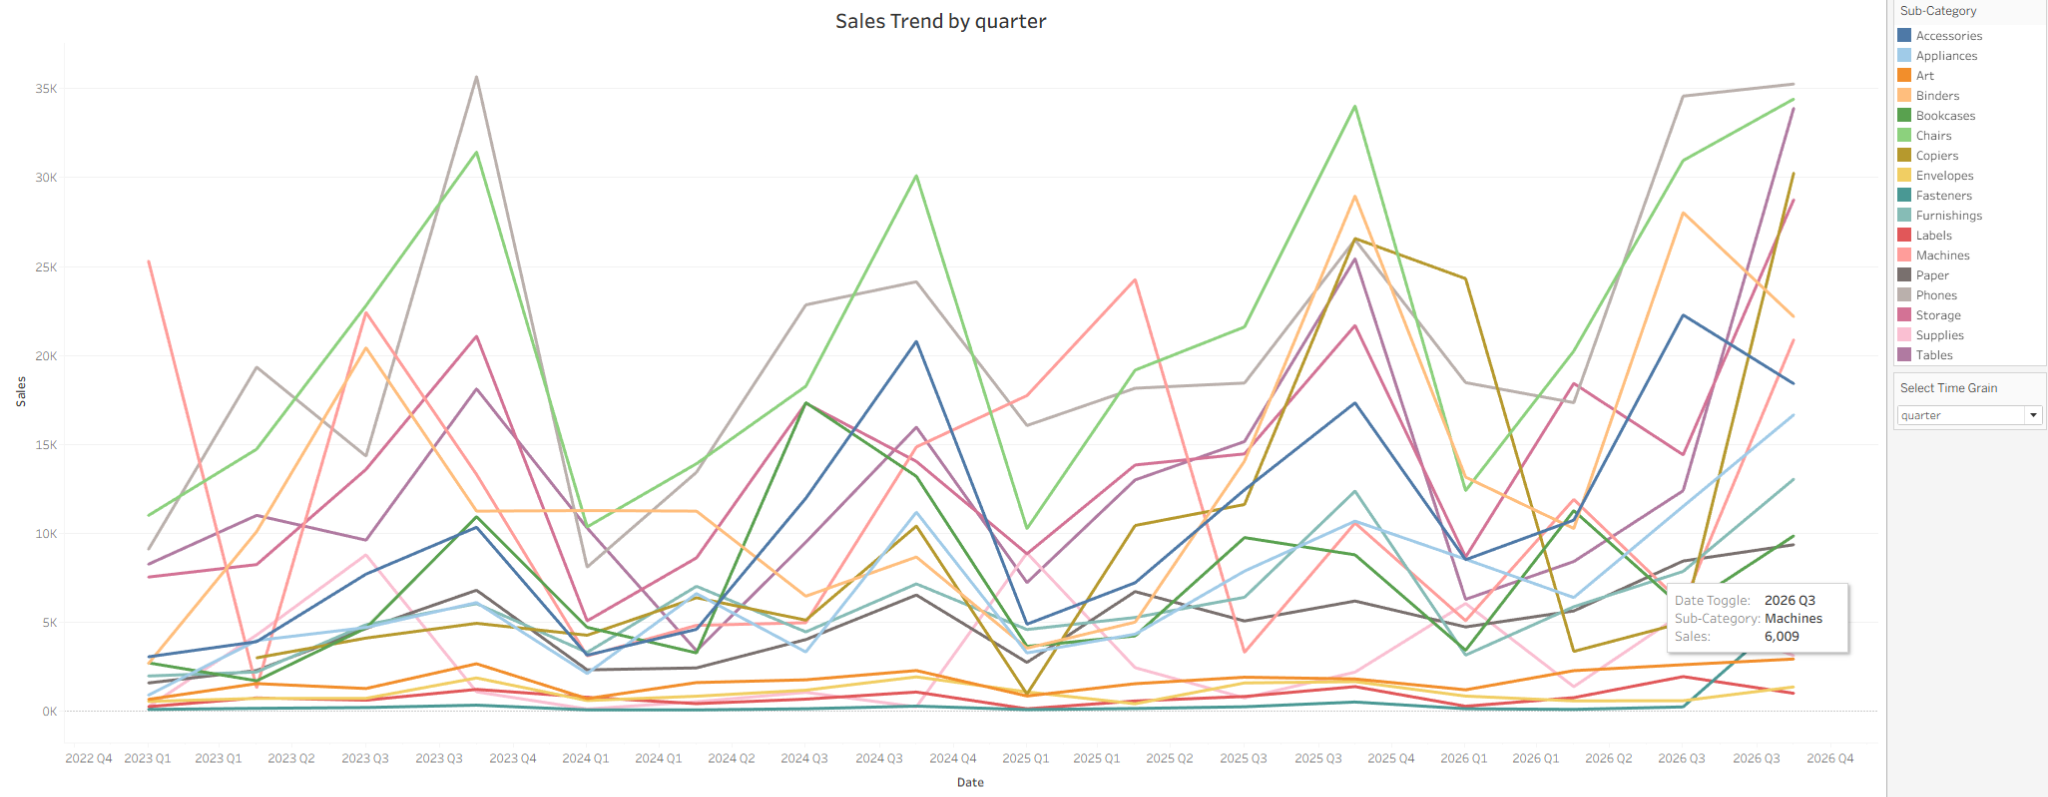 Sales Trend by quarter
35K
30K
25K
20K
15K
10K
5K
0K
Sales
2022 Q4 2023 Q1 2023 Q1 2023 Q2 2023 Q3 2023 Q3 2023 Q4 2024 Q1 2024 Q1 2024 Q2 2024 Q3 2024 Q3 2024 Q4 2025 Q1 2025 Q1 2025 Q2 2025 Q3 2025 Q3 2025 Q4 2026 Q1 2026 Q1 2026 Q2 2026 Q3 2026 Q3 2026 Q4
Date
Date Toggle: 2026 Q3
Sub-Category: Machines
Sales: 6,009
Sub-Category
Accessories
Appliances
Art
Binders
Bookcases
Chairs
Copiers
Envelopes
Fasteners
Furnishings
Labels
Machines
Paper
Phones
Storage
Supplies
Tables
Select Time Grain
quarter